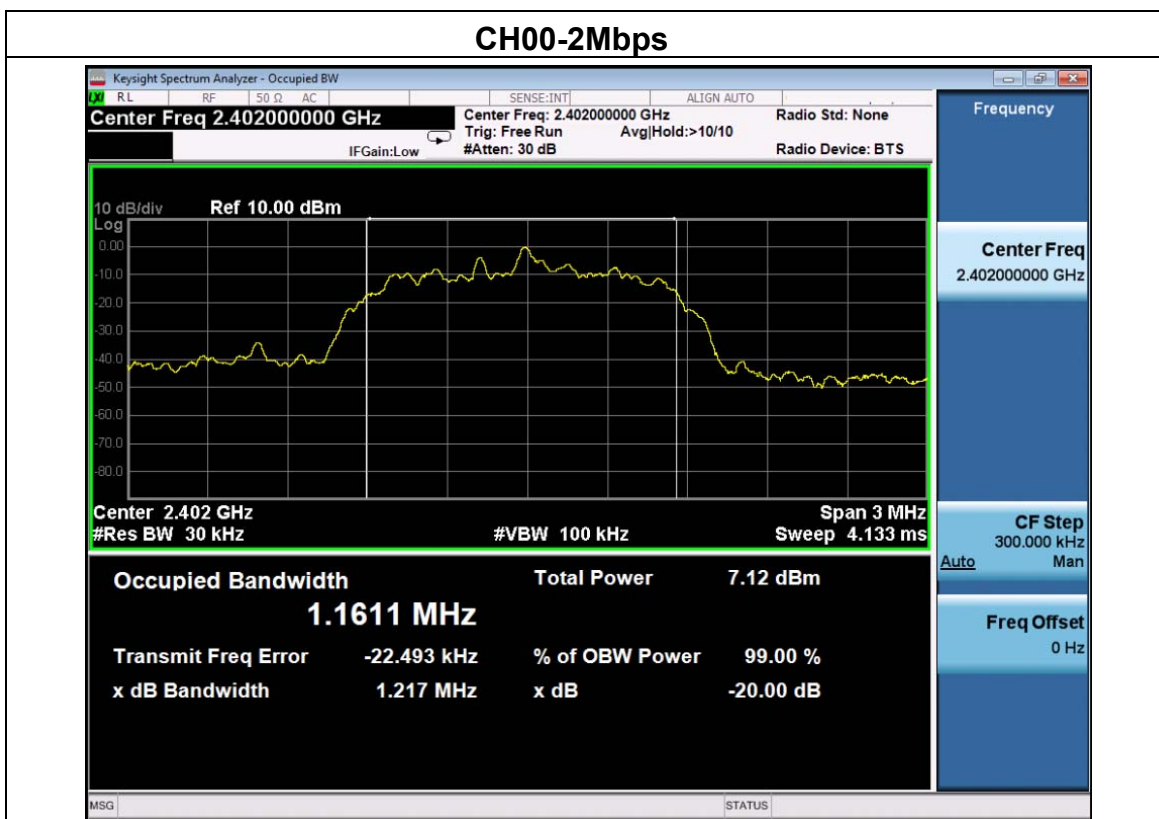 CH00-2Mbps
Keysight Spectrum Analyzer - Occupied BW
LXI RL RF 50 Ω AC SENSE:INT ALIGN AUTO
Center Freq 2.402000000 GHz
Center Freq: 2.402000000 GHz Radio Std: None
Trig: Free Run Avg|Hold:>10/10
IFGain:Low #Atten: 30 dB Radio Device: BTS
Frequency
10 dB/div Ref 10.00 dBm
Log
0.00
-10.0
-20.0
-30.0
-40.0
-50.0
-60.0
-70.0
-80.0
Center 2.402 GHz Span 3 MHz
#Res BW 30 kHz #VBW 100 kHz Sweep 4.133 ms
Center Freq
2.402000000 GHz
CF Step
300.000 kHz
Auto Man
Freq Offset
0 Hz
Occupied Bandwidth Total Power 7.12 dBm
1.1611 MHz
Transmit Freq Error -22.493 kHz % of OBW Power 99.00 %
x dB Bandwidth 1.217 MHz x dB -20.00 dB
MSG STATUS